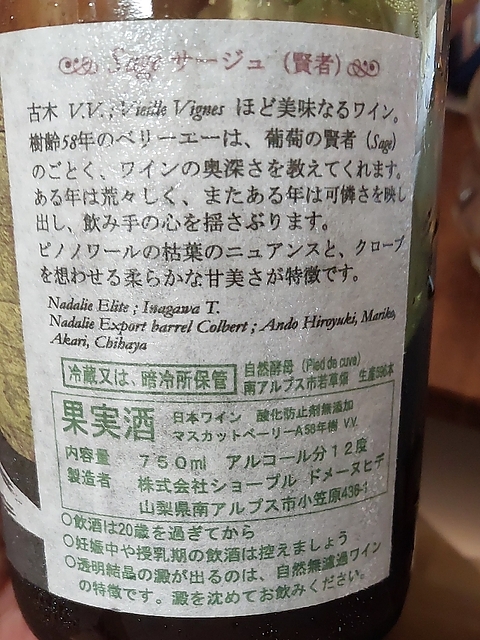 Sage サージュ (賢者)
古木 V.V. ; Vieille Vignes ほど美味なるワイン。
樹齢58年のベリーエーは、葡萄の賢者 (Sage)
のごとく、ワインの奥深さを教えてくれます。
ある年は荒々しく、またある年は可憐さを映し
出し、飲み手の心を揺さぶります。
ピノノワールの枯葉のニュアンスと、クローブ
を想わせる柔らかな甘美さが特徴です。
Nadalie Elite ; Inagawa T.
Nadalie Export barrel Colbert ; Ando Hiroyuki, Mariko,
Akari, Chihaya
冷蔵又は、暗冷所保管
自然酵母 (Pied de cuve)
南アルプス市若草畑 生産596本
果実酒
日本ワイン 酸化防止剤無添加
マスカットベーリーA58年樹 V.V.
内容量 750ml アルコール分12度
製造者 株式会社ショーブル ドメーヌヒデ
山梨県南アルプス市小笠原436-1
○飲酒は20歳を過ぎてから
○妊娠中や授乳期の飲酒は控えましょう
○透明結晶の澱が出るのは、自然無濾過ワイン
の特徴です。澱を沈めてお飲みください。